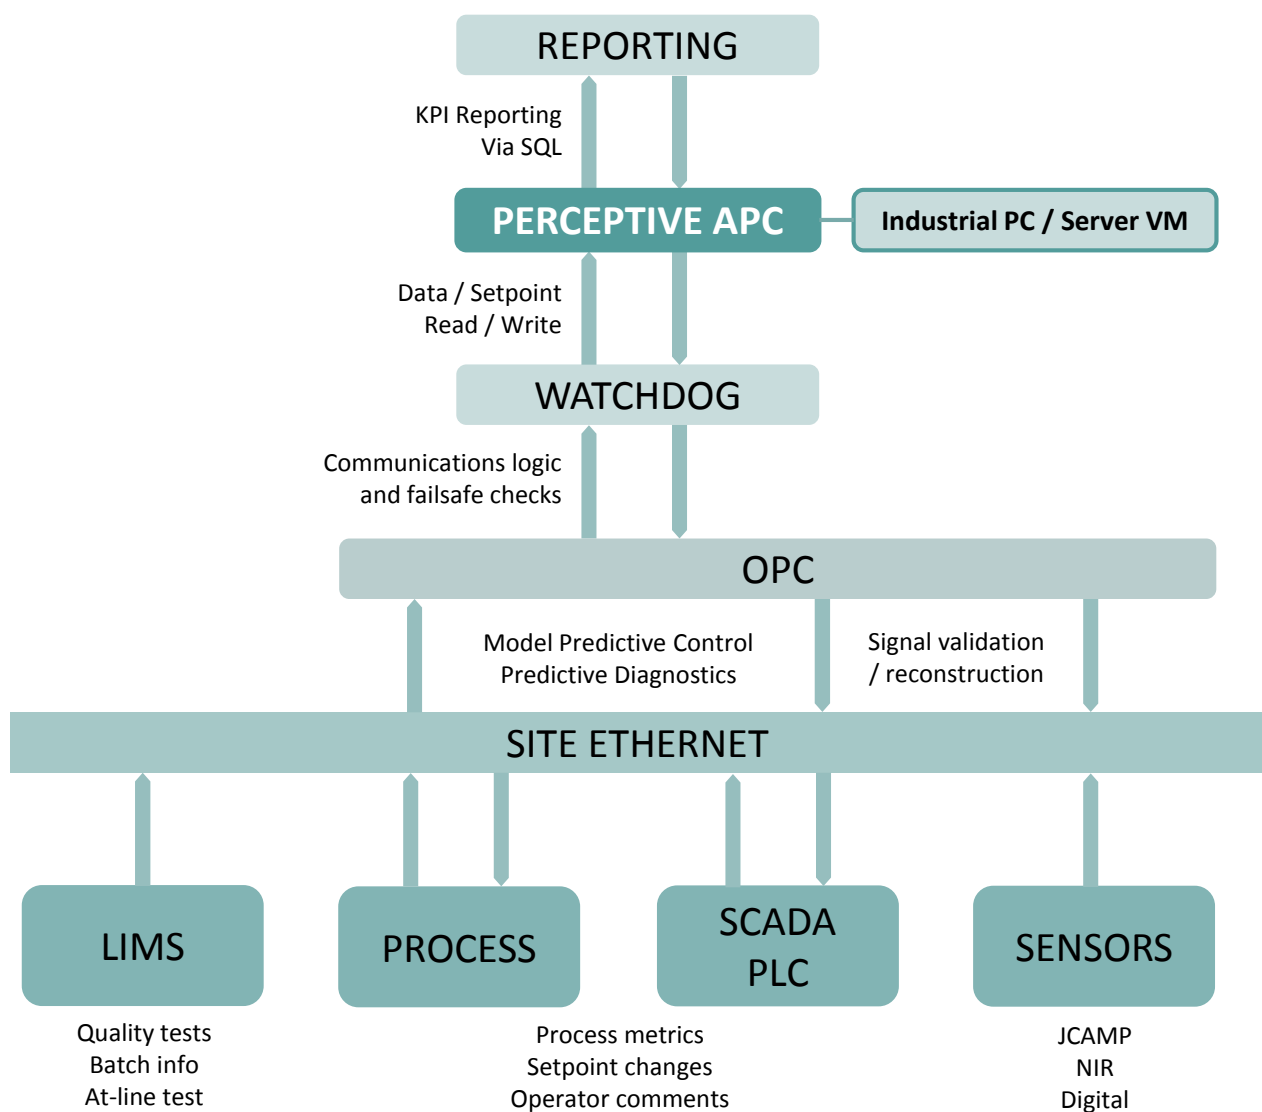 REPORTING
KPI Reporting
Via SQL
PERCEPTIVE APC
Industrial PC / Server VM
Data / Setpoint
Read / Write
WATCHDOG
Communications logic
and failsafe checks
OPC
Model Predictive Control
Predictive Diagnostics
Signal validation
/ reconstruction
SITE ETHERNET
LIMS
PROCESS
SCADA
PLC
SENSORS
Quality tests
Batch info
At-line test
Process metrics
Setpoint changes
Operator comments
JCAMP
NIR
Digital